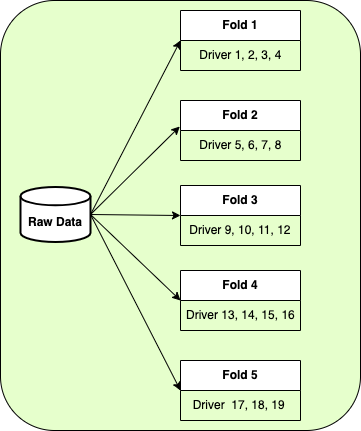 Fold 1
Driver 1, 2, 3, 4
Fold 2
Driver 5, 6, 7, 8
Raw Data
Fold 3
Driver 9, 10, 11, 12
Fold 4
Driver 13, 14, 15, 16
Fold 5
Driver 17, 18, 19